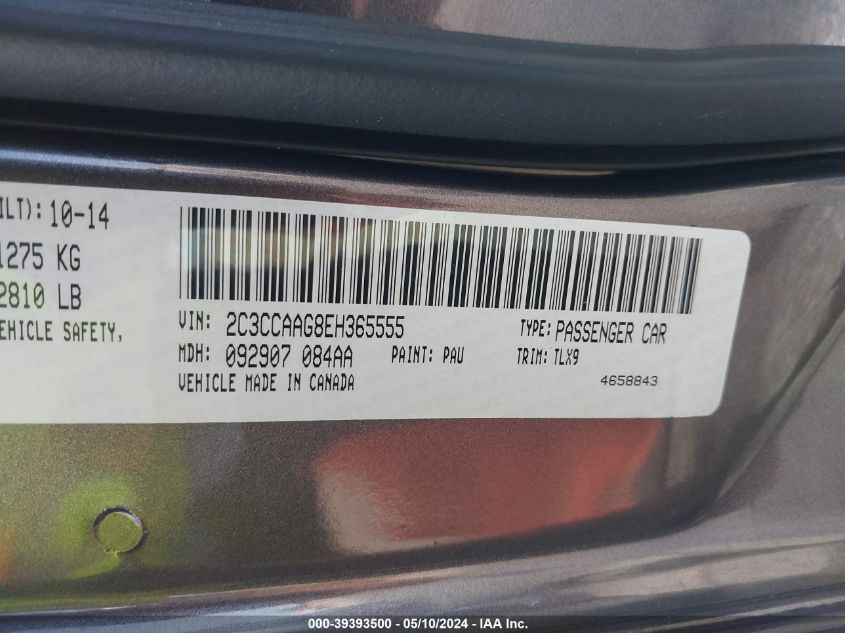 ILT): 10-14
1275 KG
2810 LB
EHICLE SAFETY,
VIN: 2C3CCAAG8EH365555
TYPE: PASSENGER CAR
MDH: 092907 084AA
PAINT: PAU
TRIM: TLX9
VEHICLE MADE IN CANADA
4658843
000-39393500 - 05/10/2024 - IAA Inc.